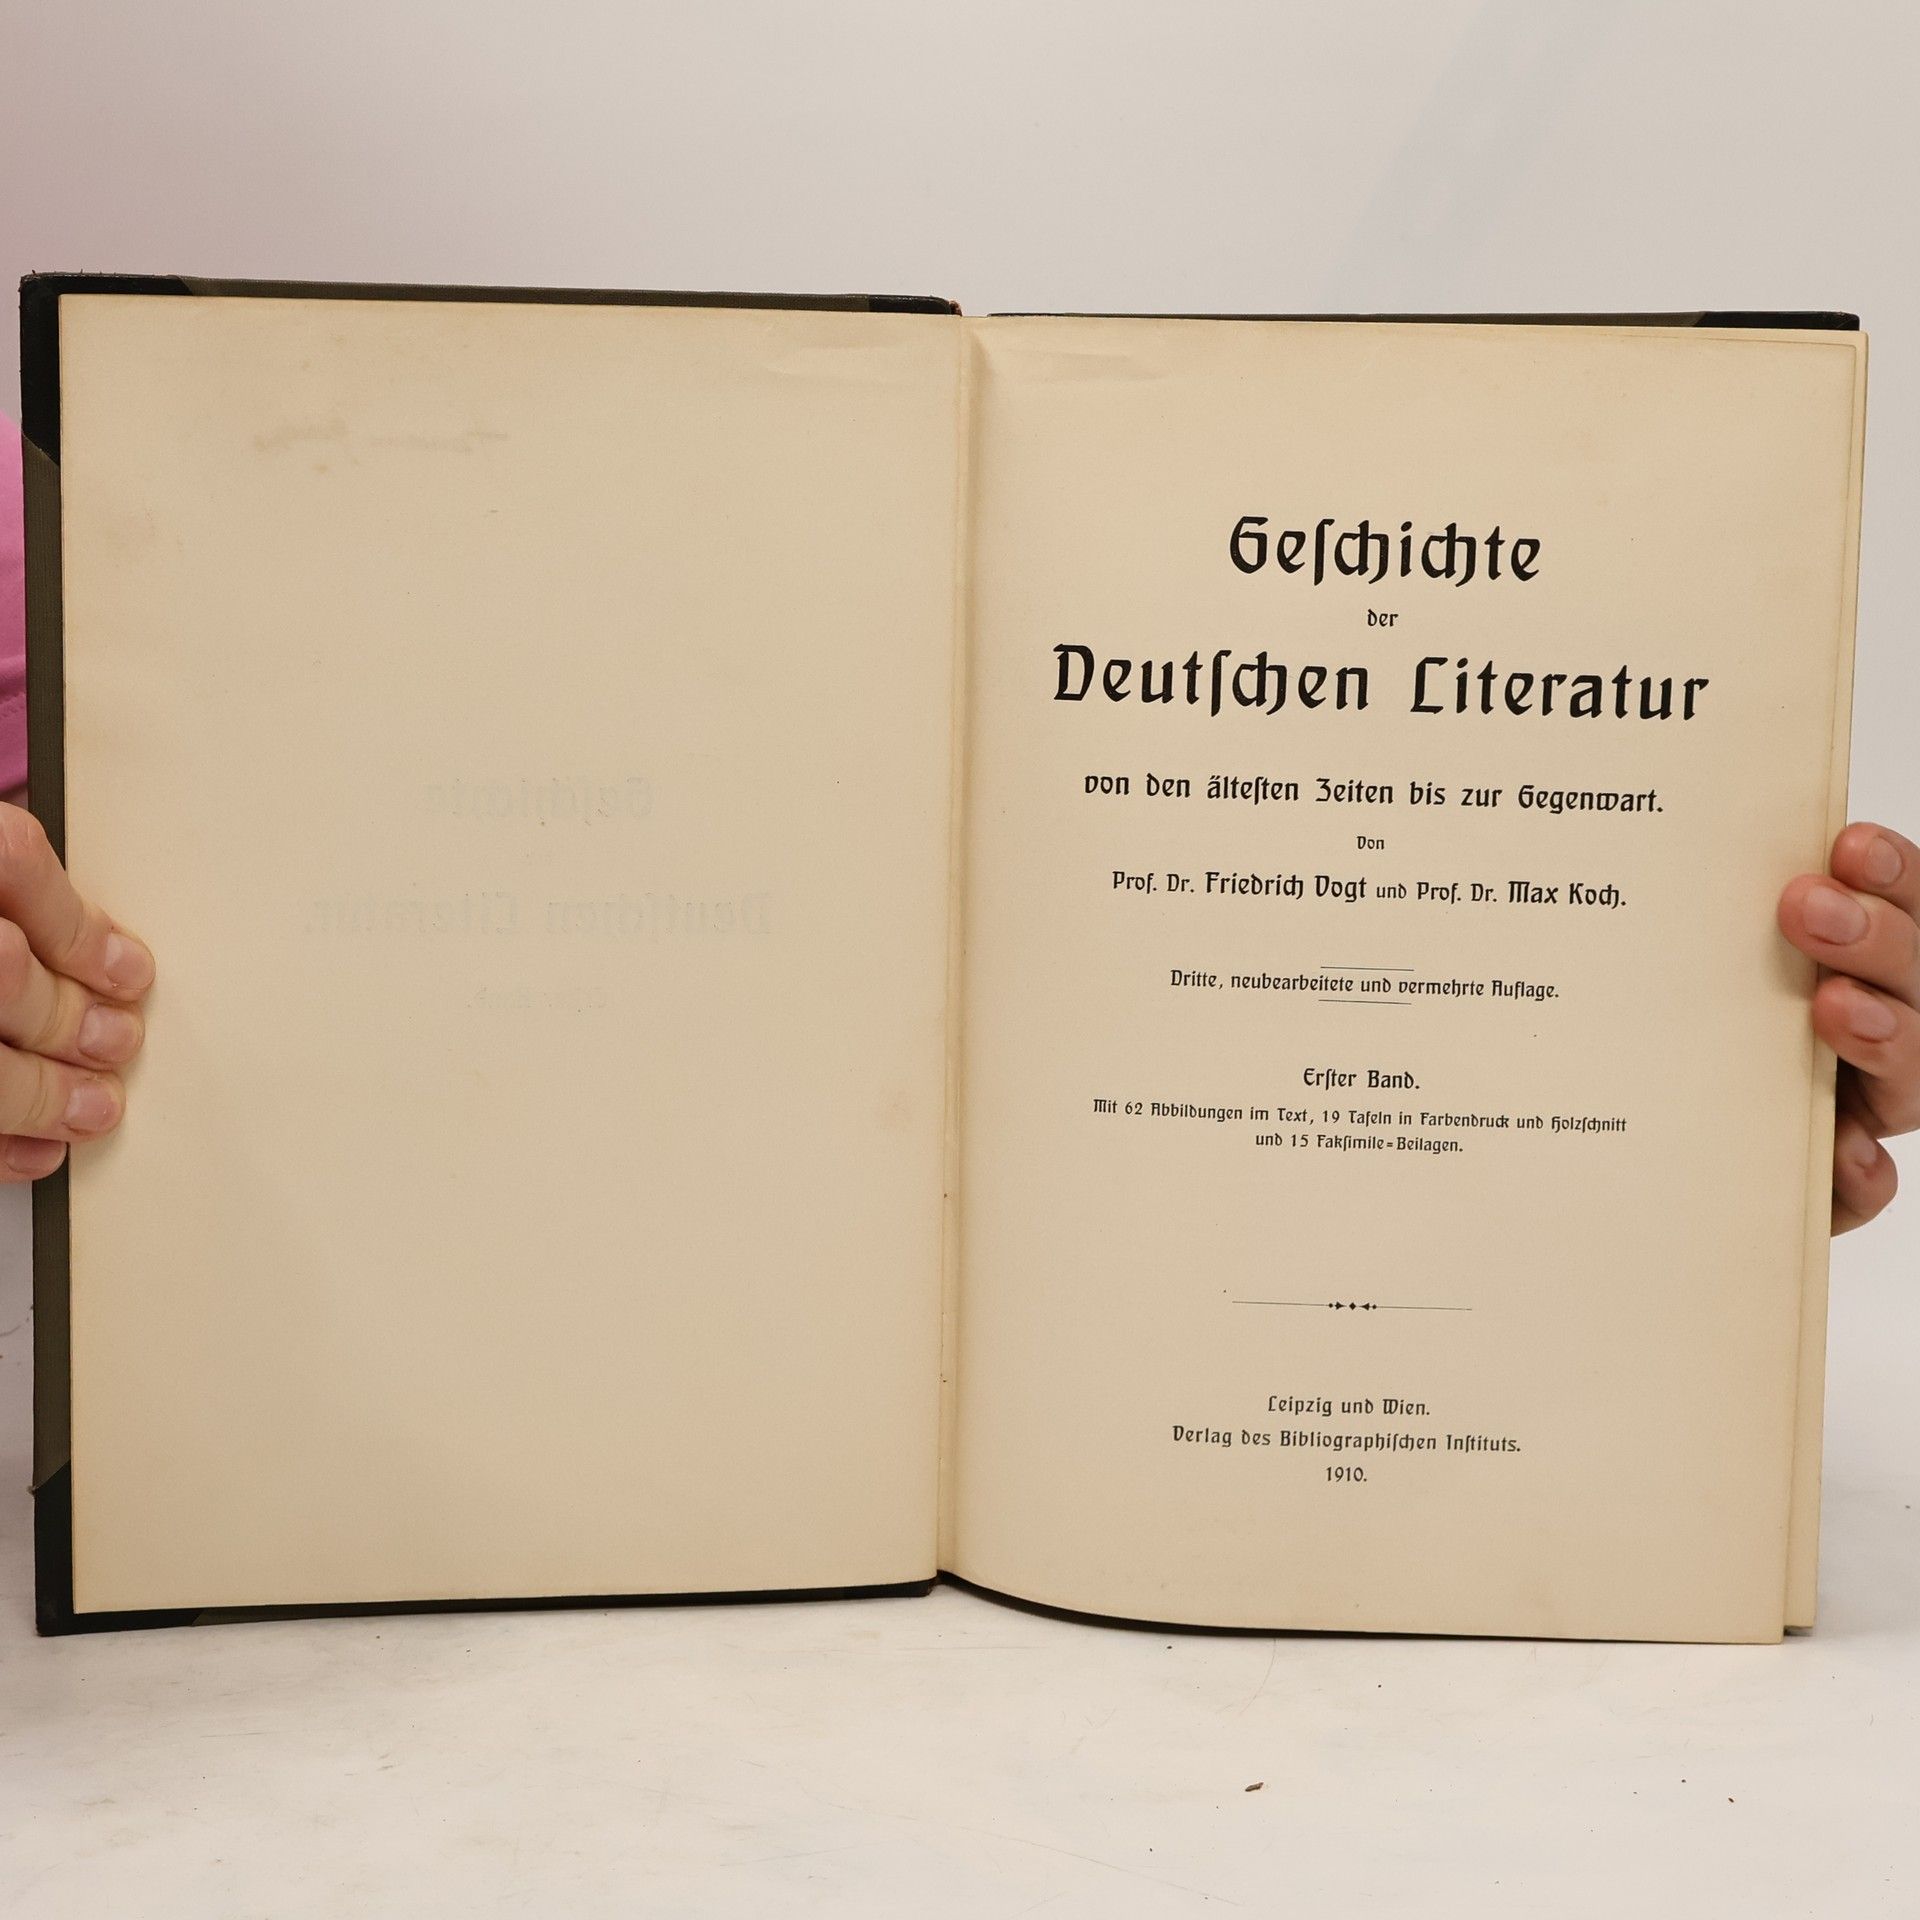 Geſchichte
der
Deutſchen Literatur
von den älteſten Zeiten bis zur Gegenwart.
Von
Prof. Dr. Friedrich Vogt und Prof. Dr. Max Koch.
Dritte, neubearbeitete und vermehrte Auflage.
Erſter Band.
Mit 62 Abbildungen im Text, 19 Tafeln in Farbendruck und Holzſchnitt
und 15 Fakſimile-Beilagen.
Leipzig und Wien.
Verlag des Bibliographiſchen Inſtituts.
1910.